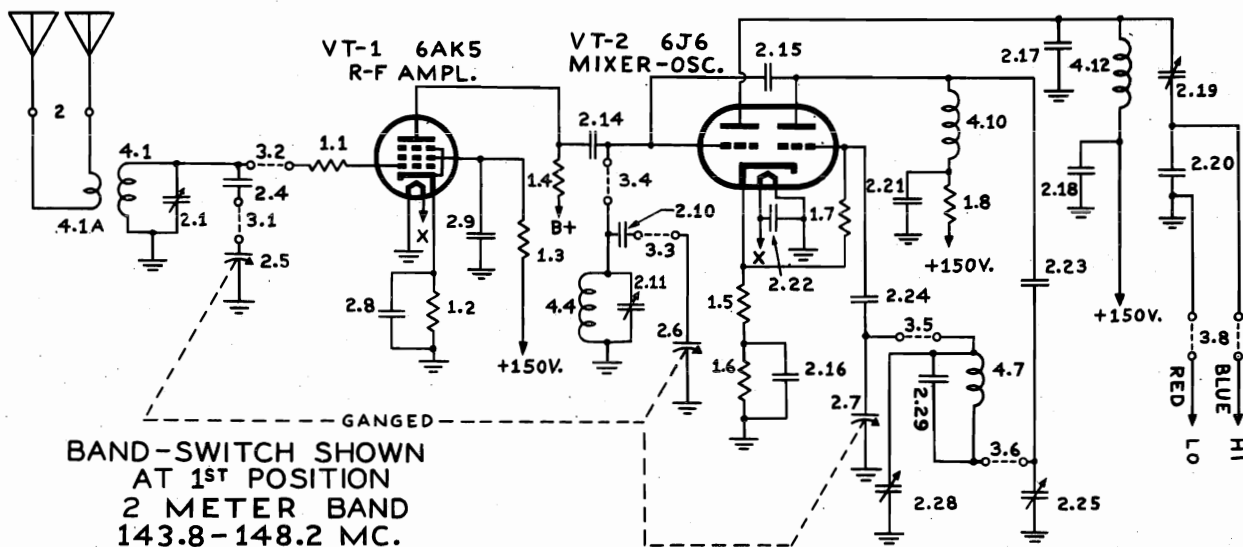 VT-1 6AK5
R-F AMPL.
VT-2 6J6
MIXER-OSC.
2.15
2.17
4.12
2.19
2
4.1
3.2
1.1
2.14
4.10
2.4
1.4
3.4
2.20
4.1A
2.1
3.1
X
2.9
B+
2.10
1.7
2.21
1.8
2.18
2.5
1.3
3.3
X
2.22
+150V.
2.23
2.8
1.2
4.4
2.11
2.6
1.5
2.24
+150V.
3.5
3.8
+150V.
1.6
2.16
4.7
RED
BLUE
GANGED
2.7
2.29
3.6
LO
HI
2.28
2.25
BAND-SWITCH SHOWN
AT 1ST POSITION
2 METER BAND
143.8-148.2 MC.